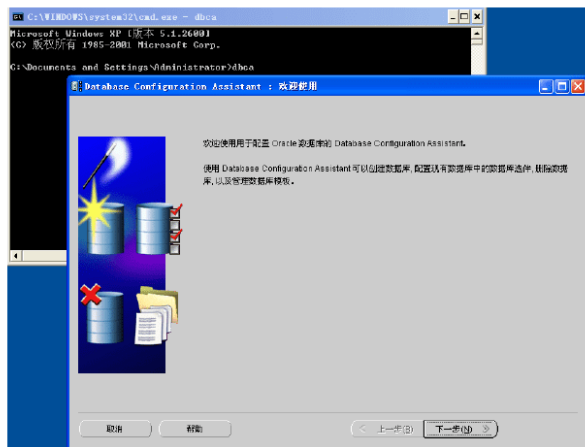 C:\WINDOWS\system32\cmd.exe - dbca
Microsoft Windows XP [版本 5.1.2600]
<C> 版权所有 1985-2001 Microsoft Corp.
C:\Documents and Settings\Administrator>dbca
Database Configuration Assistant : 欢迎使用
欢迎使用用于配置 Oracle 数据库的 Database Configuration Assistant。
使用 Database Configuration Assistant 可以创建数据库, 配置现有数据库中的数据库选件, 删除数据
库, 以及管理数据库模板。
取消
帮助
上一步(B)
下一步(N)